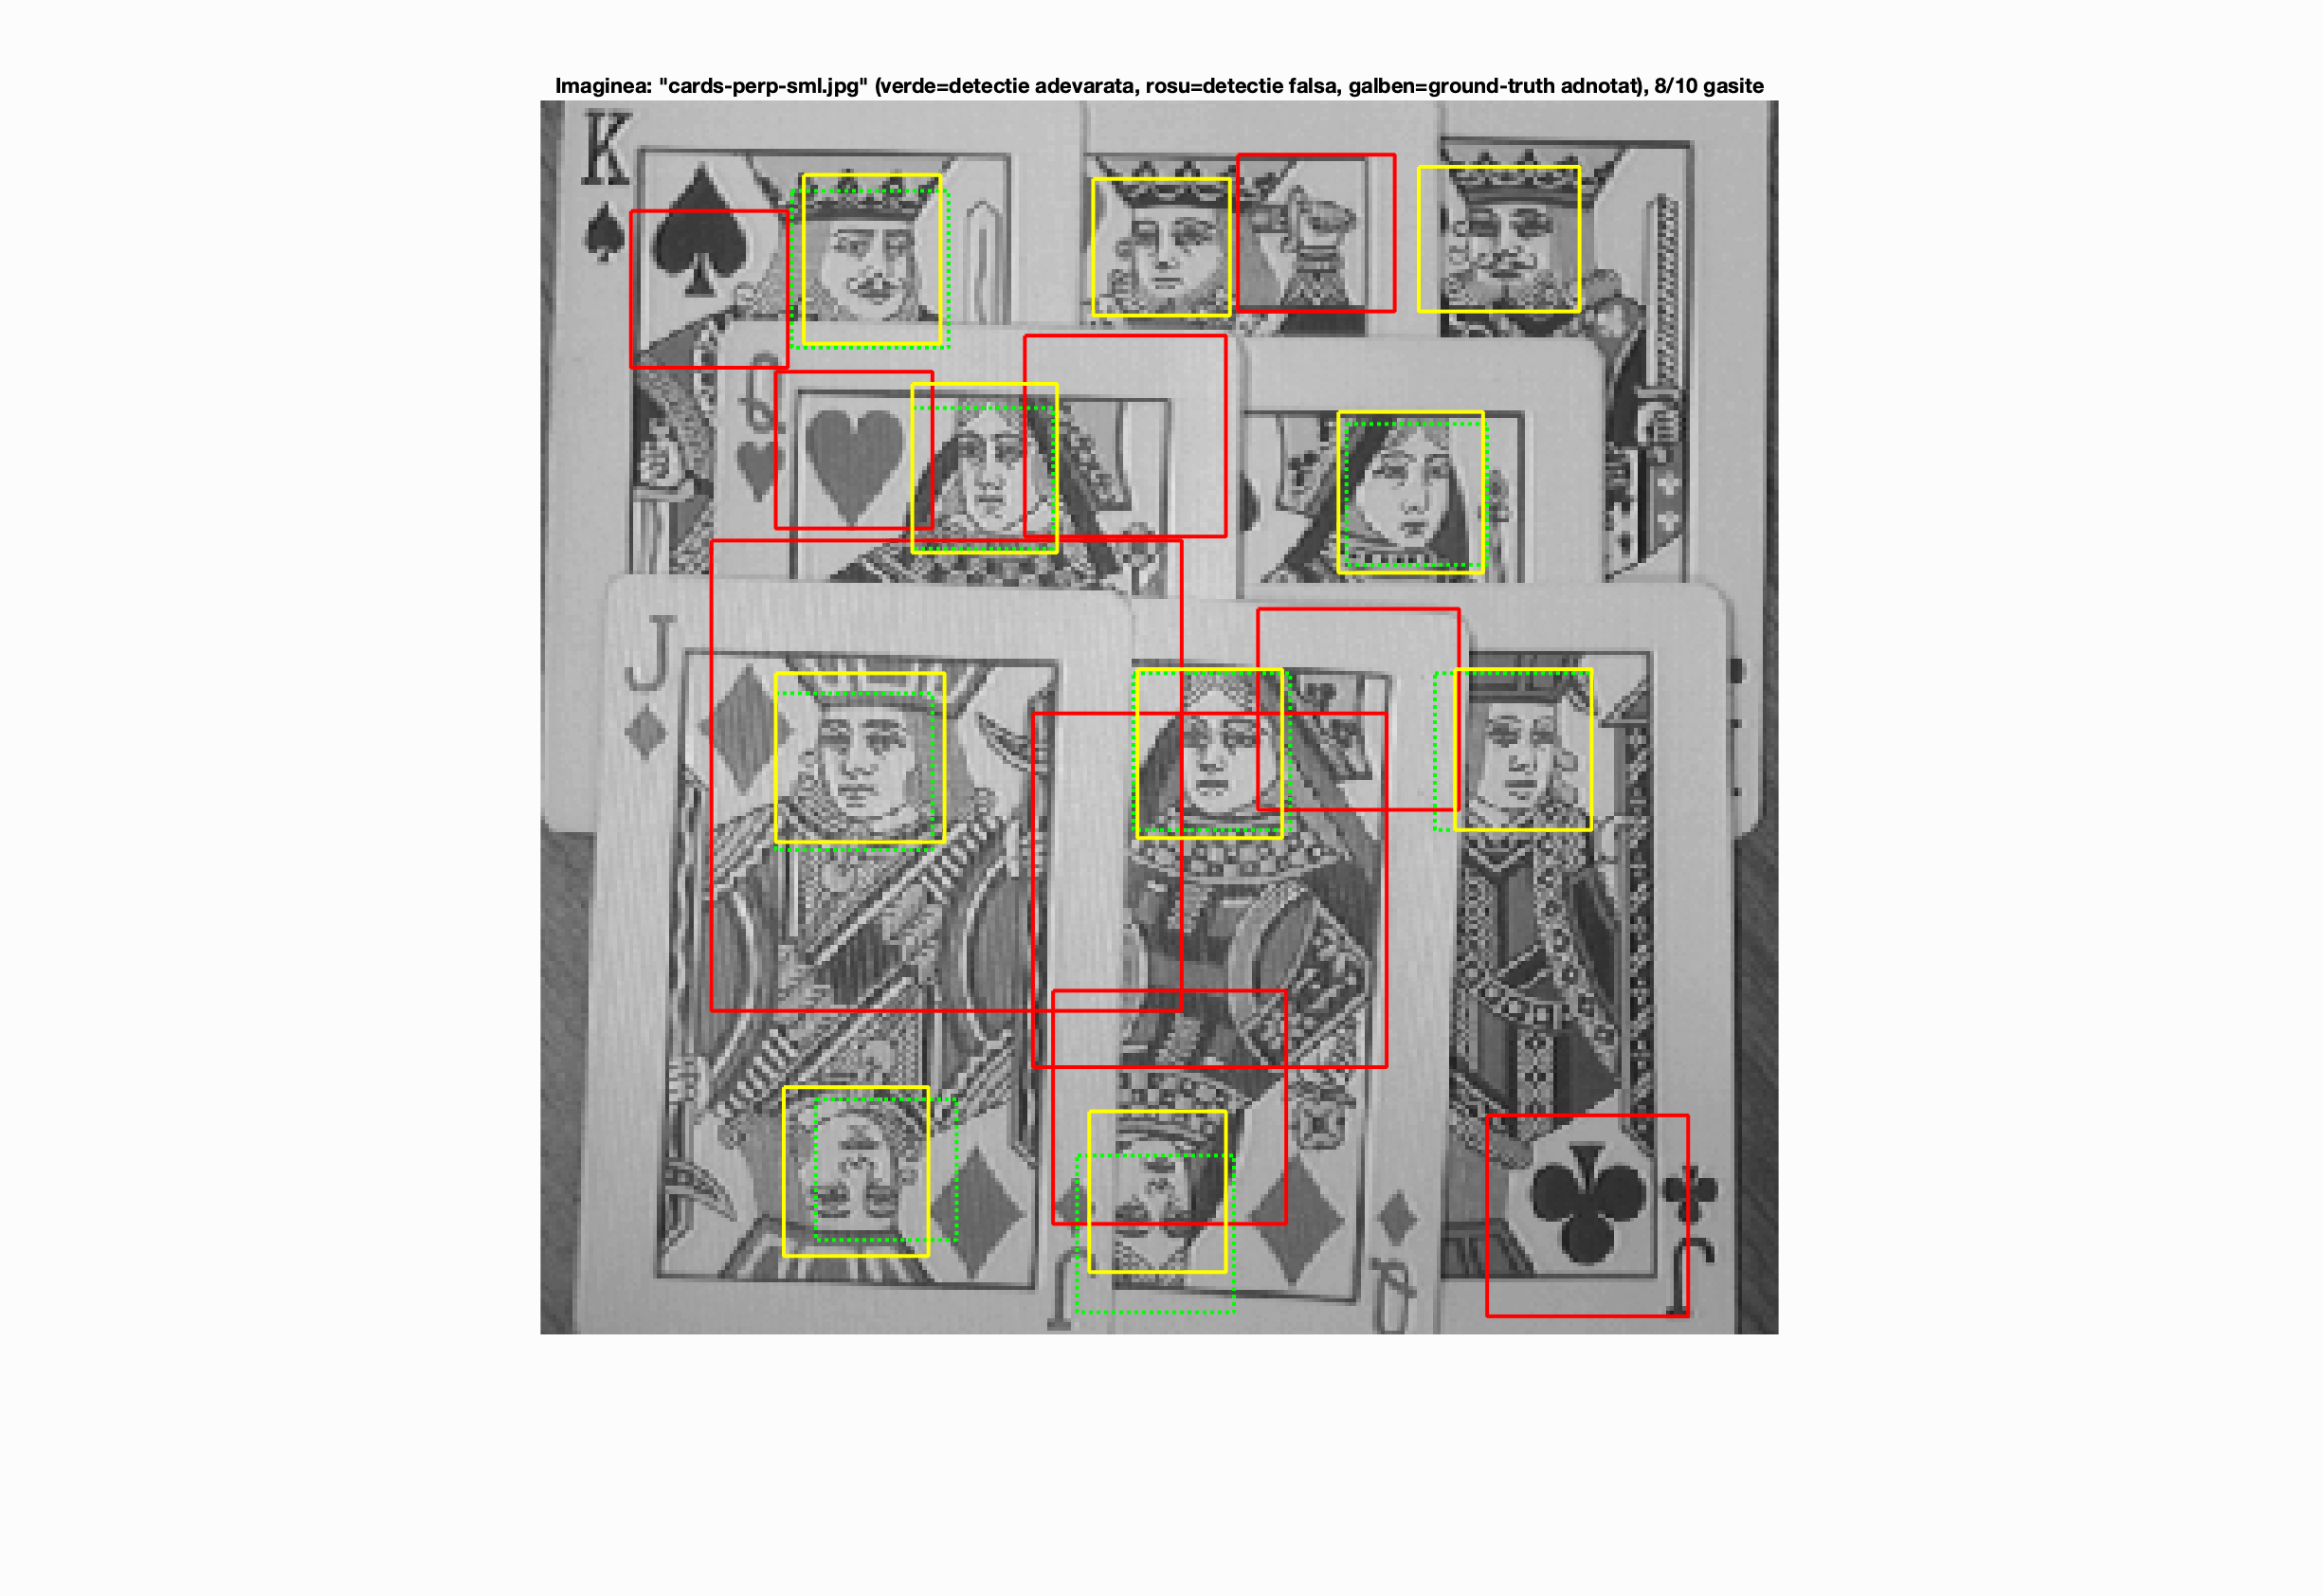 Imaginea: "cards-perp-sml.jpg" (verde=detectie adevarata, rosu=detectie falsa, galben=ground-truth adnotat), 8/10 gasite
K
Q
J
J
Q
J